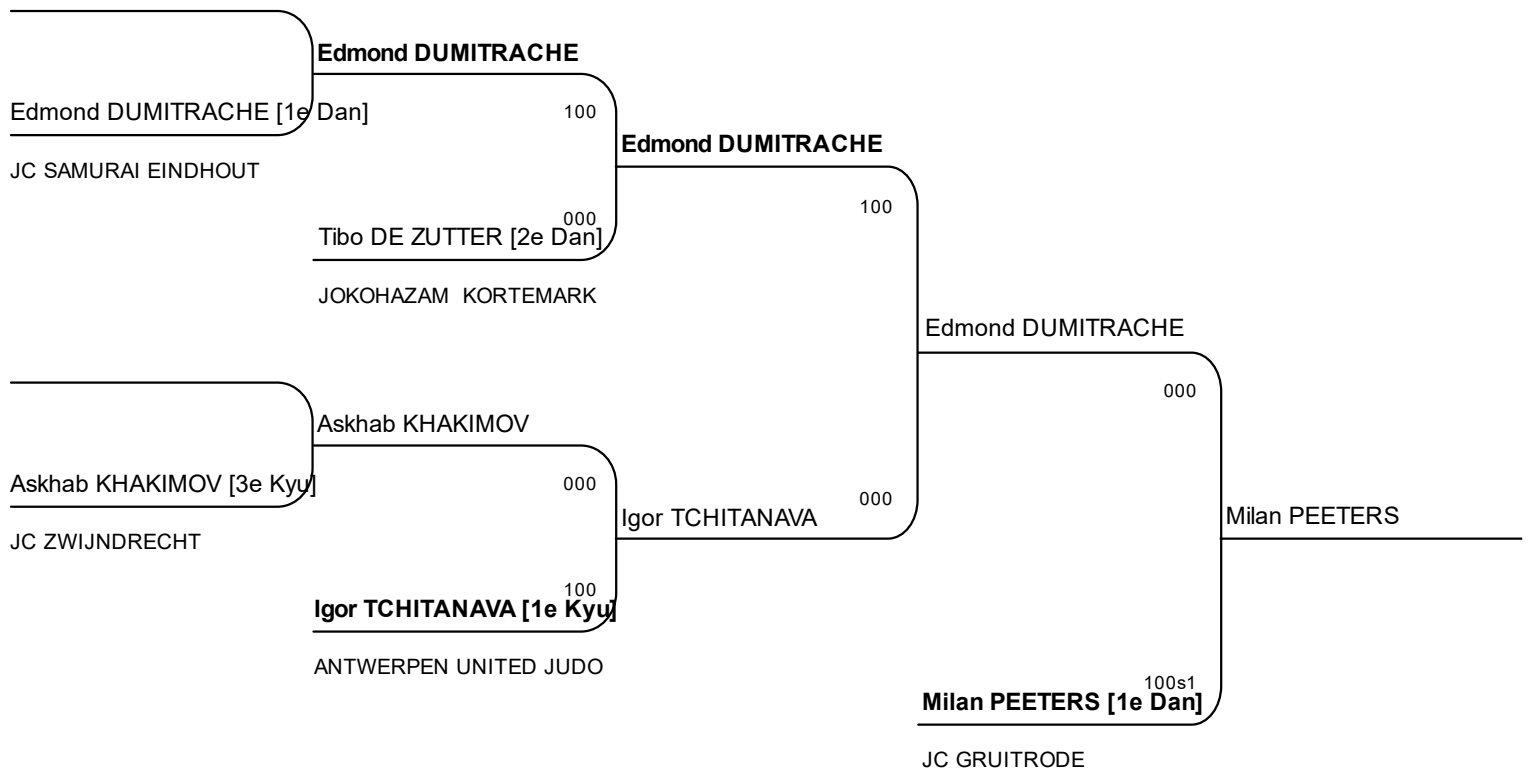 Edmond DUMITRACHE
Edmond DUMITRACHE [1e Dan]
100
Edmond DUMITRACHE
JC SAMURAI EINDHOUT
100
000
Tibo DE ZUTTER [2e Dan]
JOKOHAZAM KORTEMARK
Edmond DUMITRACHE
000
Askhab KHAKIMOV
Askhab KHAKIMOV [3e Kyu]
000
000
Igor TCHITANAVA
Milan PEETERS
JC ZWIJNDRECHT
100
Igor TCHITANAVA [1e Kyu]
ANTWERPEN UNITED JUDO
100s1
Milan PEETERS [1e Dan]
JC GRUITRODE